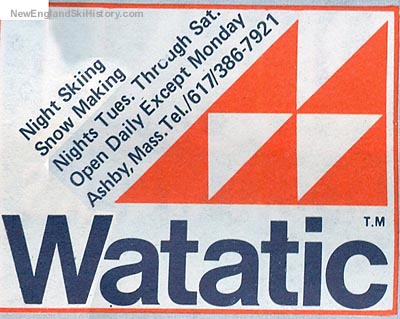 NewEnglandSkiHistory.com
Night Skiing
Snow Making
Nights Tues. Through Sat.
Open Daily Except Monday
Ashby, Mass. Tel./617/386-7921
T.M
Watatic